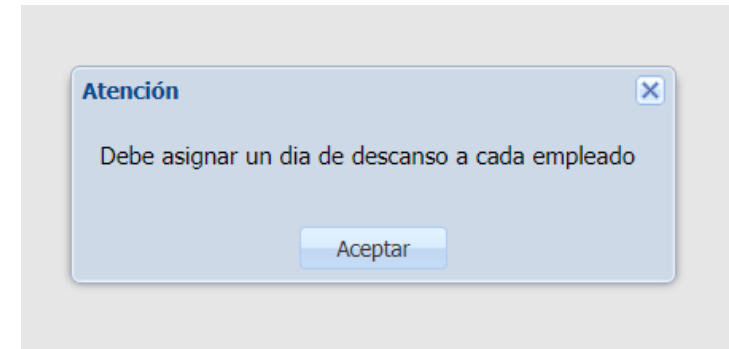 Atención
Debe asignar un dia de descanso a cada empleado
Aceptar